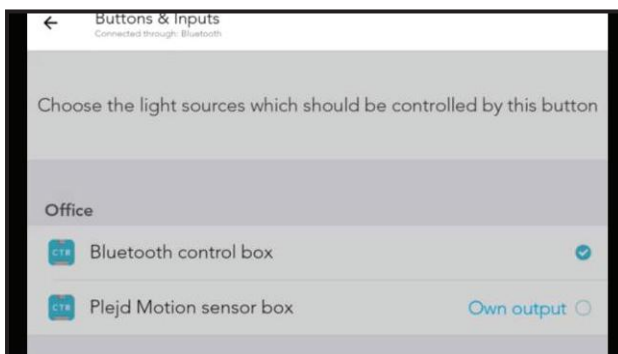 Buttons & Inputs
Connected through: Bluetooth
Choose the light sources which should be controlled by this button
Office
CTR Bluetooth control box
CTR Plejd Motion sensor box Own output